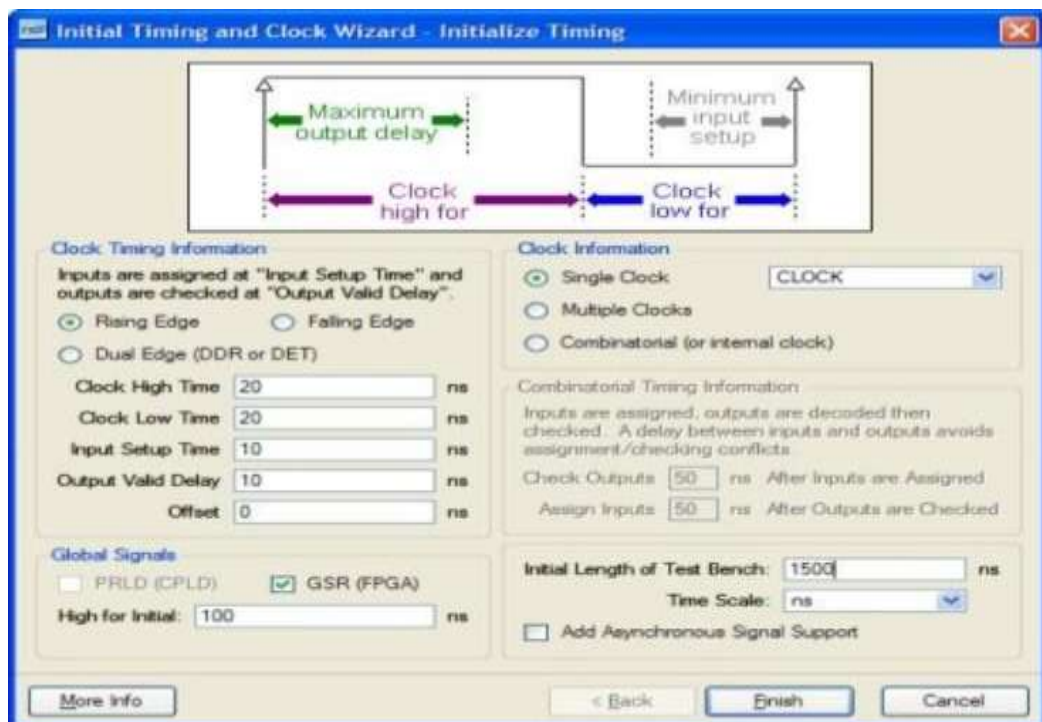 Initial Timing and Clock Wizard - Initialize Timing
Maximum
output delay
Minimum
input
setup
Clock
high for
Clock
low for
Clock Timing Information
Inputs are assigned at "Input Setup Time" and
outputs are checked at "Output Valid Delay".
Rising Edge
Falling Edge
Dual Edge (DDR or DET)
Clock High Time 20 ns
Clock Low Time 20 ns
Input Setup Time 10 ns
Output Valid Delay 10 ns
Offset 0 ns
Global Signals
PRLD (CPLD)
GSR (FPGA)
High for Initial: 100 ns
Clock Information
Single Clock CLOCK
Multiple Clocks
Combinatorial (or internal clock)
Combinatorial Timing Information
Inputs are assigned, outputs are decoded then
checked. A delay between inputs and outputs avoids
assignment/checking conflicts
Check Outputs 50 ns After Inputs are Assigned
Assign Inputs 50 ns After Outputs are Checked
Initial Length of Test Bench: 1500 ns
Time Scale: ns
Add Asynchronous Signal Support
More Info
< Back
Finish
Cancel